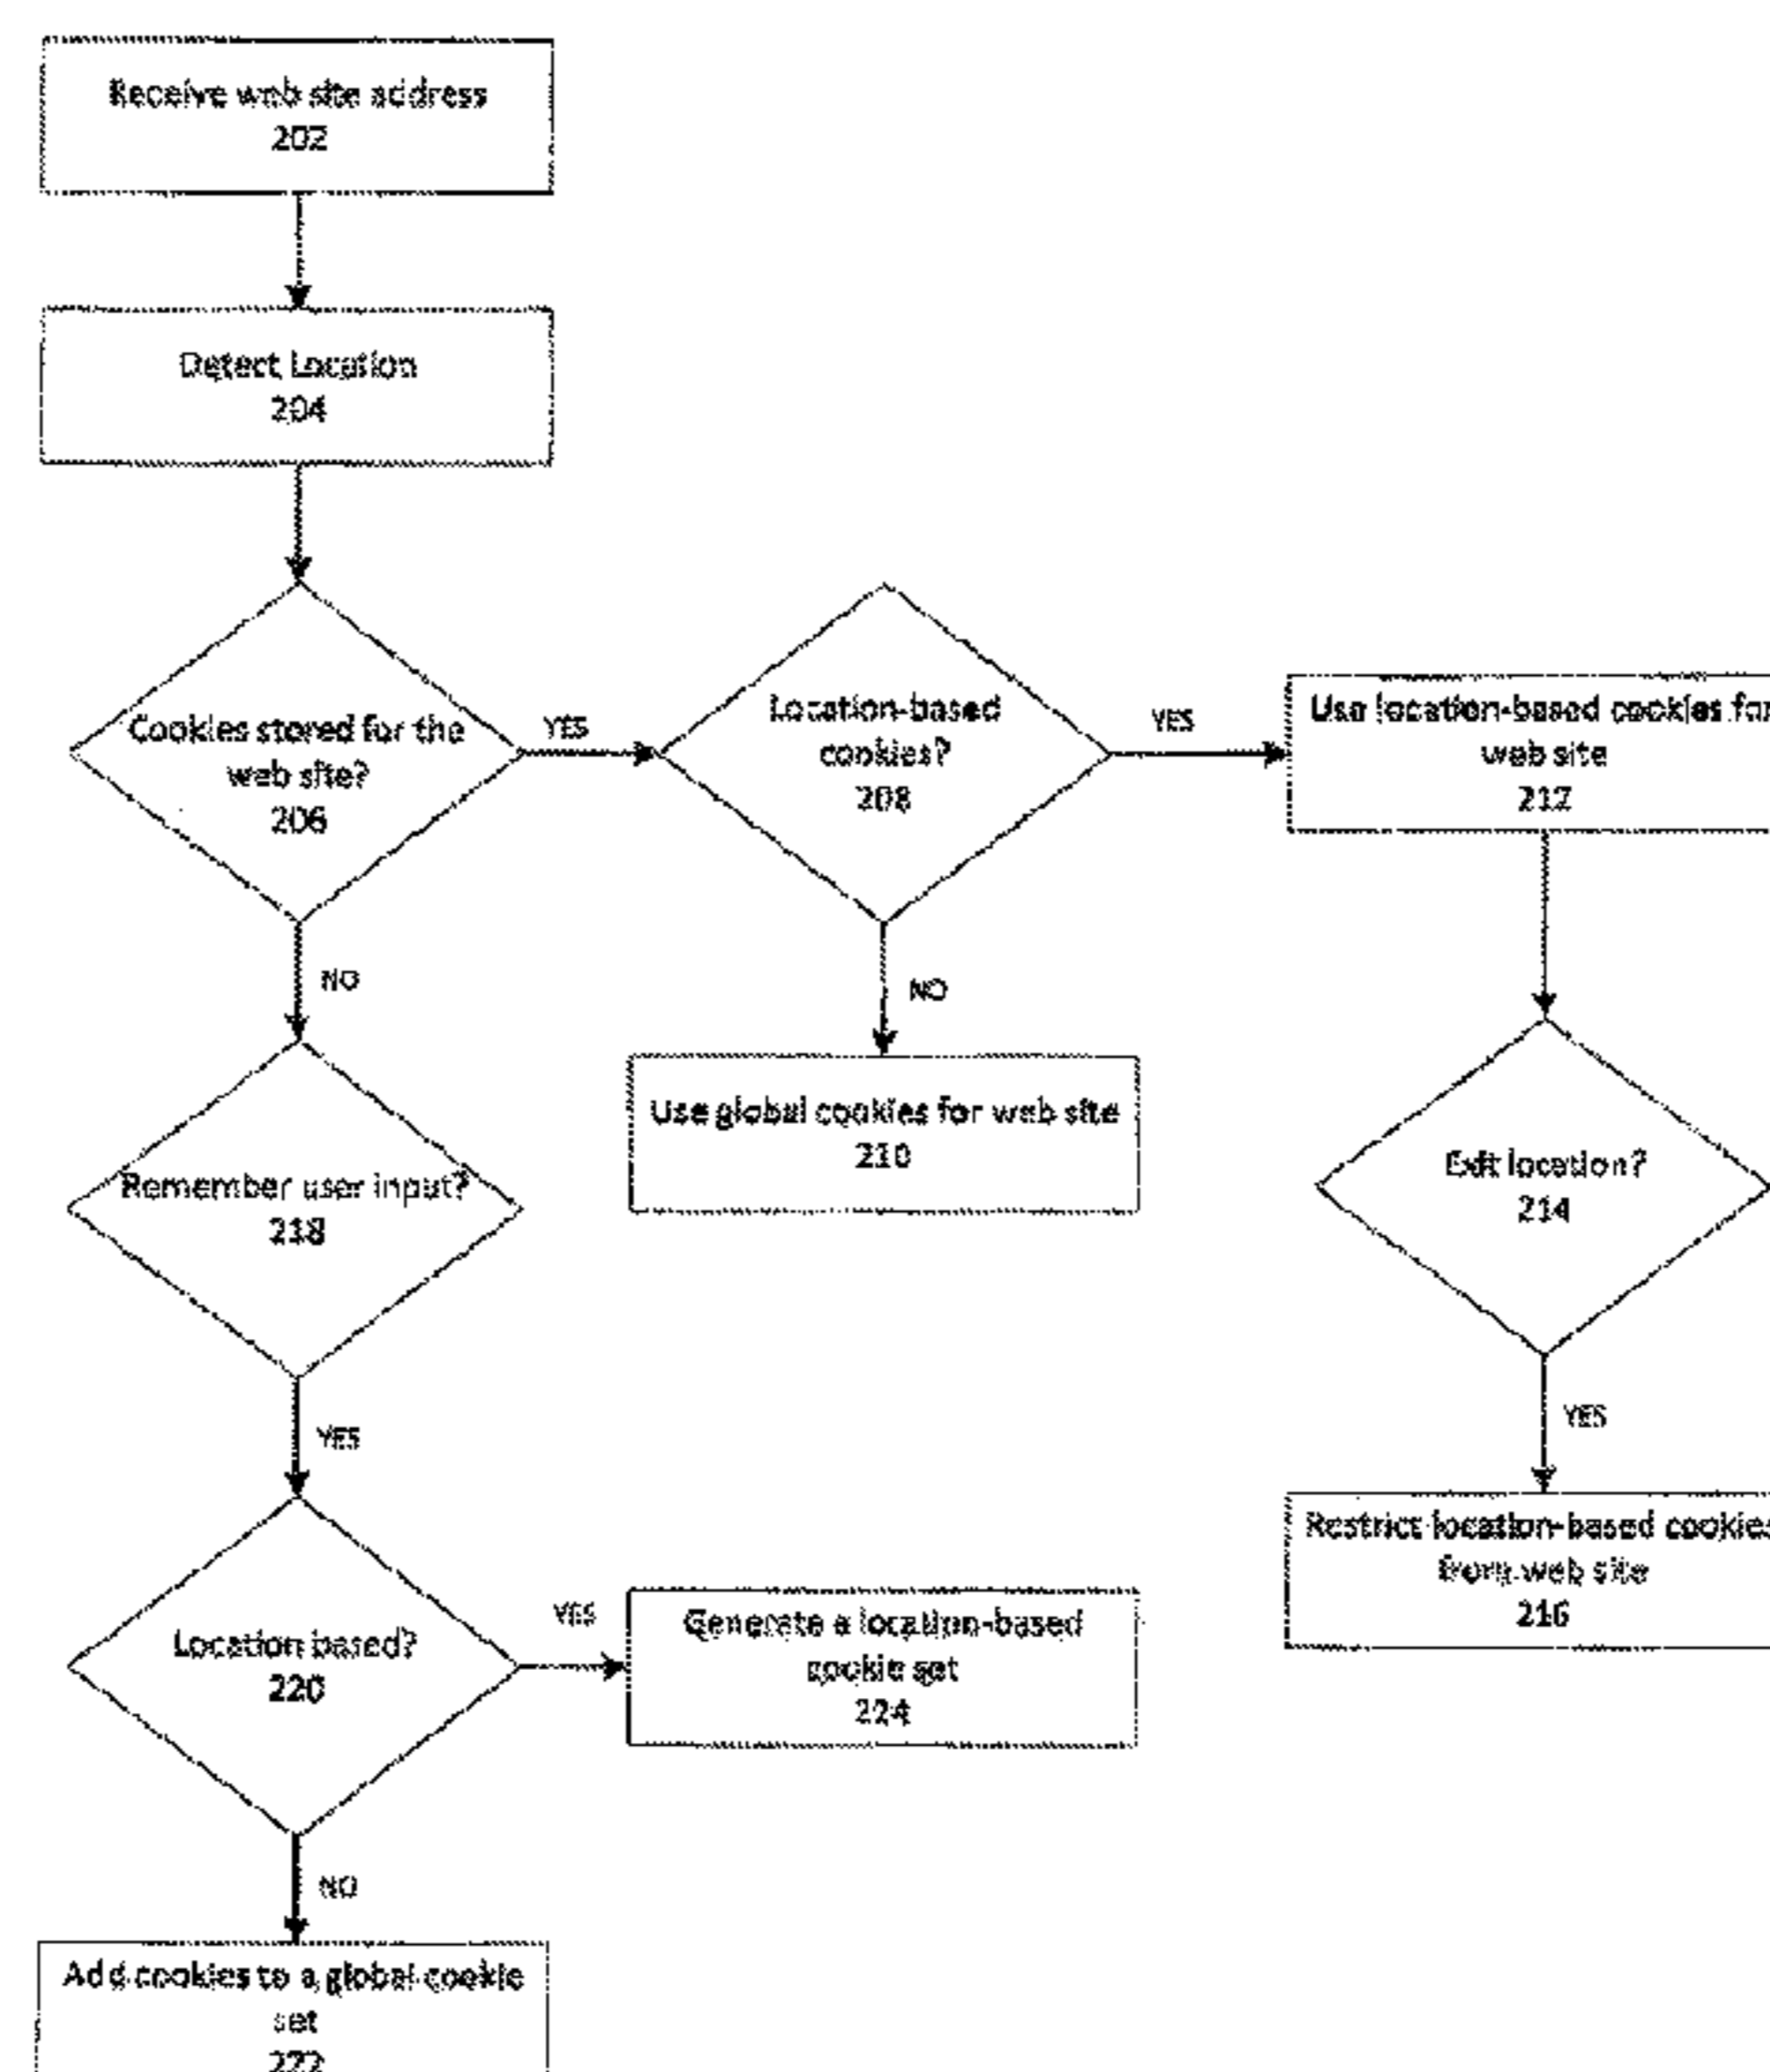 Receive web site address
202
Detect Location
204
Cookies stored for the
web site?
206
YES
Location-based
cookies?
208
YES
Use location-based cookies for
web site
212
NO
NO
Use global cookies for web site
210
Remember user input?
218
Exit location?
214
YES
YES
Restrict location-based cookies
from web site
216
Location based?
220
YES
Generate a location-based
cookie set
224
NO
Add cookies to a global cookie
set
222